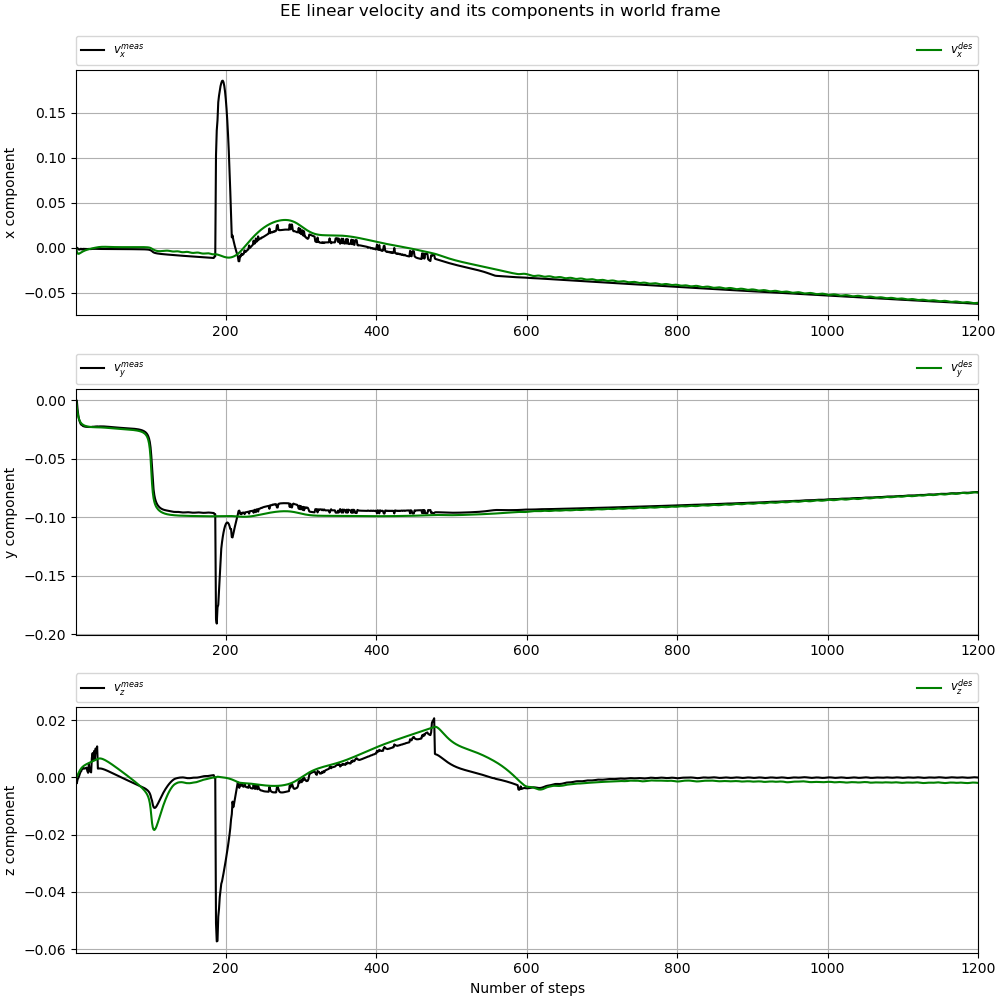 EE linear velocity and its components in world frame
v_x^{meas} v_x^{des}
0.15
0.10
0.05
0.00
−0.05
x component
200 400 600 800 1000 1200
v_y^{meas} v_y^{des}
0.00
−0.05
−0.10
−0.15
−0.20
y component
200 400 600 800 1000 1200
v_z^{meas} v_z^{des}
0.02
0.00
−0.02
−0.04
−0.06
z component
200 400 600 800 1000 1200
Number of steps